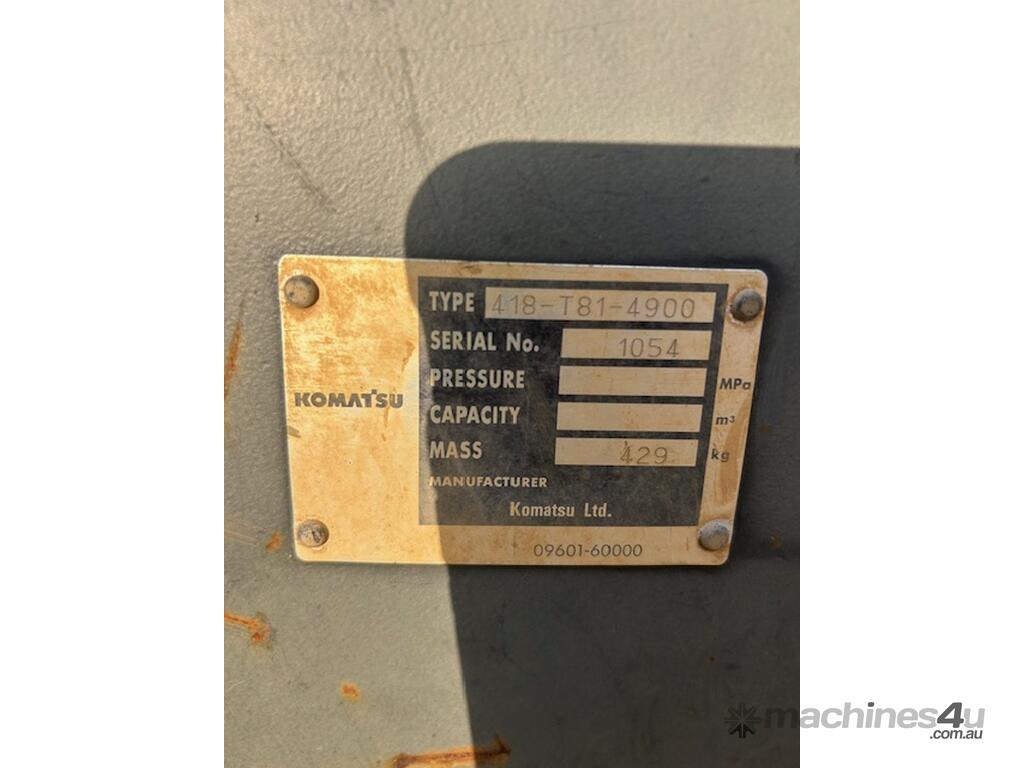 KOMATSU
TYPE 418-T81-4900
SERIAL No. 1054
PRESSURE MPa
CAPACITY m³
MASS 429 kg
MANUFACTURER
Komatsu Ltd.
09601-60000
machines4u
.com.au